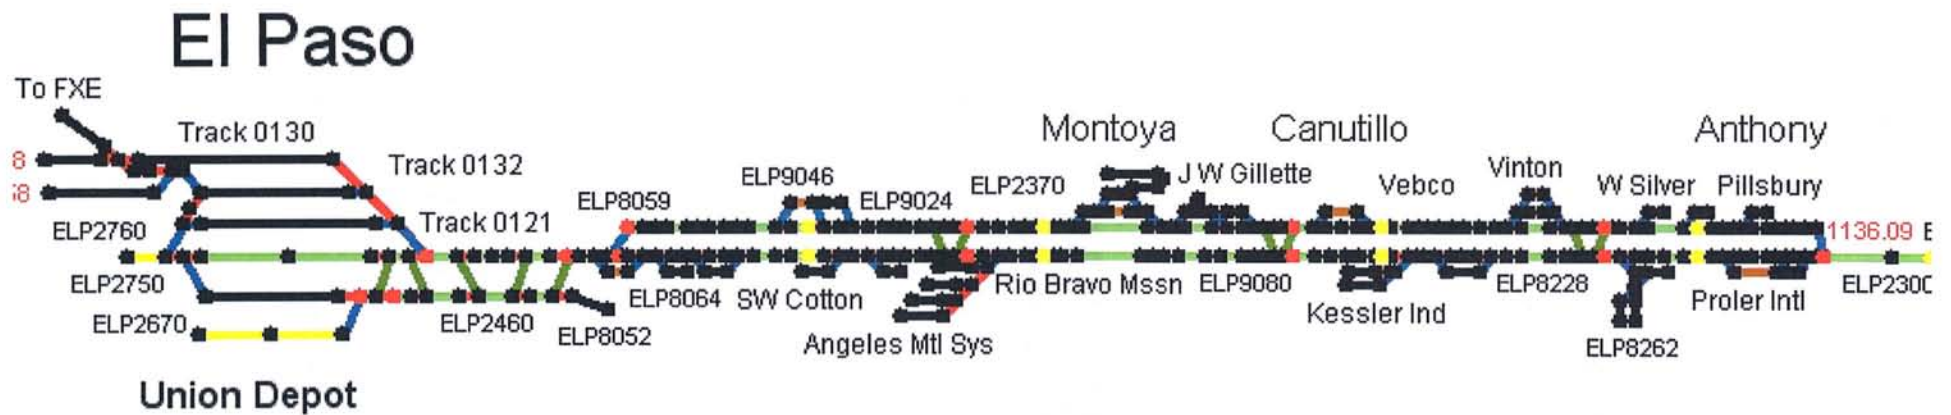 El Paso
To FXE
Track 0130
8
Track 0132
Track 0121
ELP2760
ELP2750
ELP2670
Union Depot
ELP2460
ELP8052
ELP8059
ELP8064
ELP9046
SW Cotton
ELP9024
Angeles Mtl Sys
ELP2370
Rio Bravo Mssn
Montoya
J W Gillette
ELP9080
Canutillo
Kessler Ind
Vebco
Vinton
ELP8228
W Silver
ELP8262
Anthony
Pillsbury
Proler Intl
1136.09